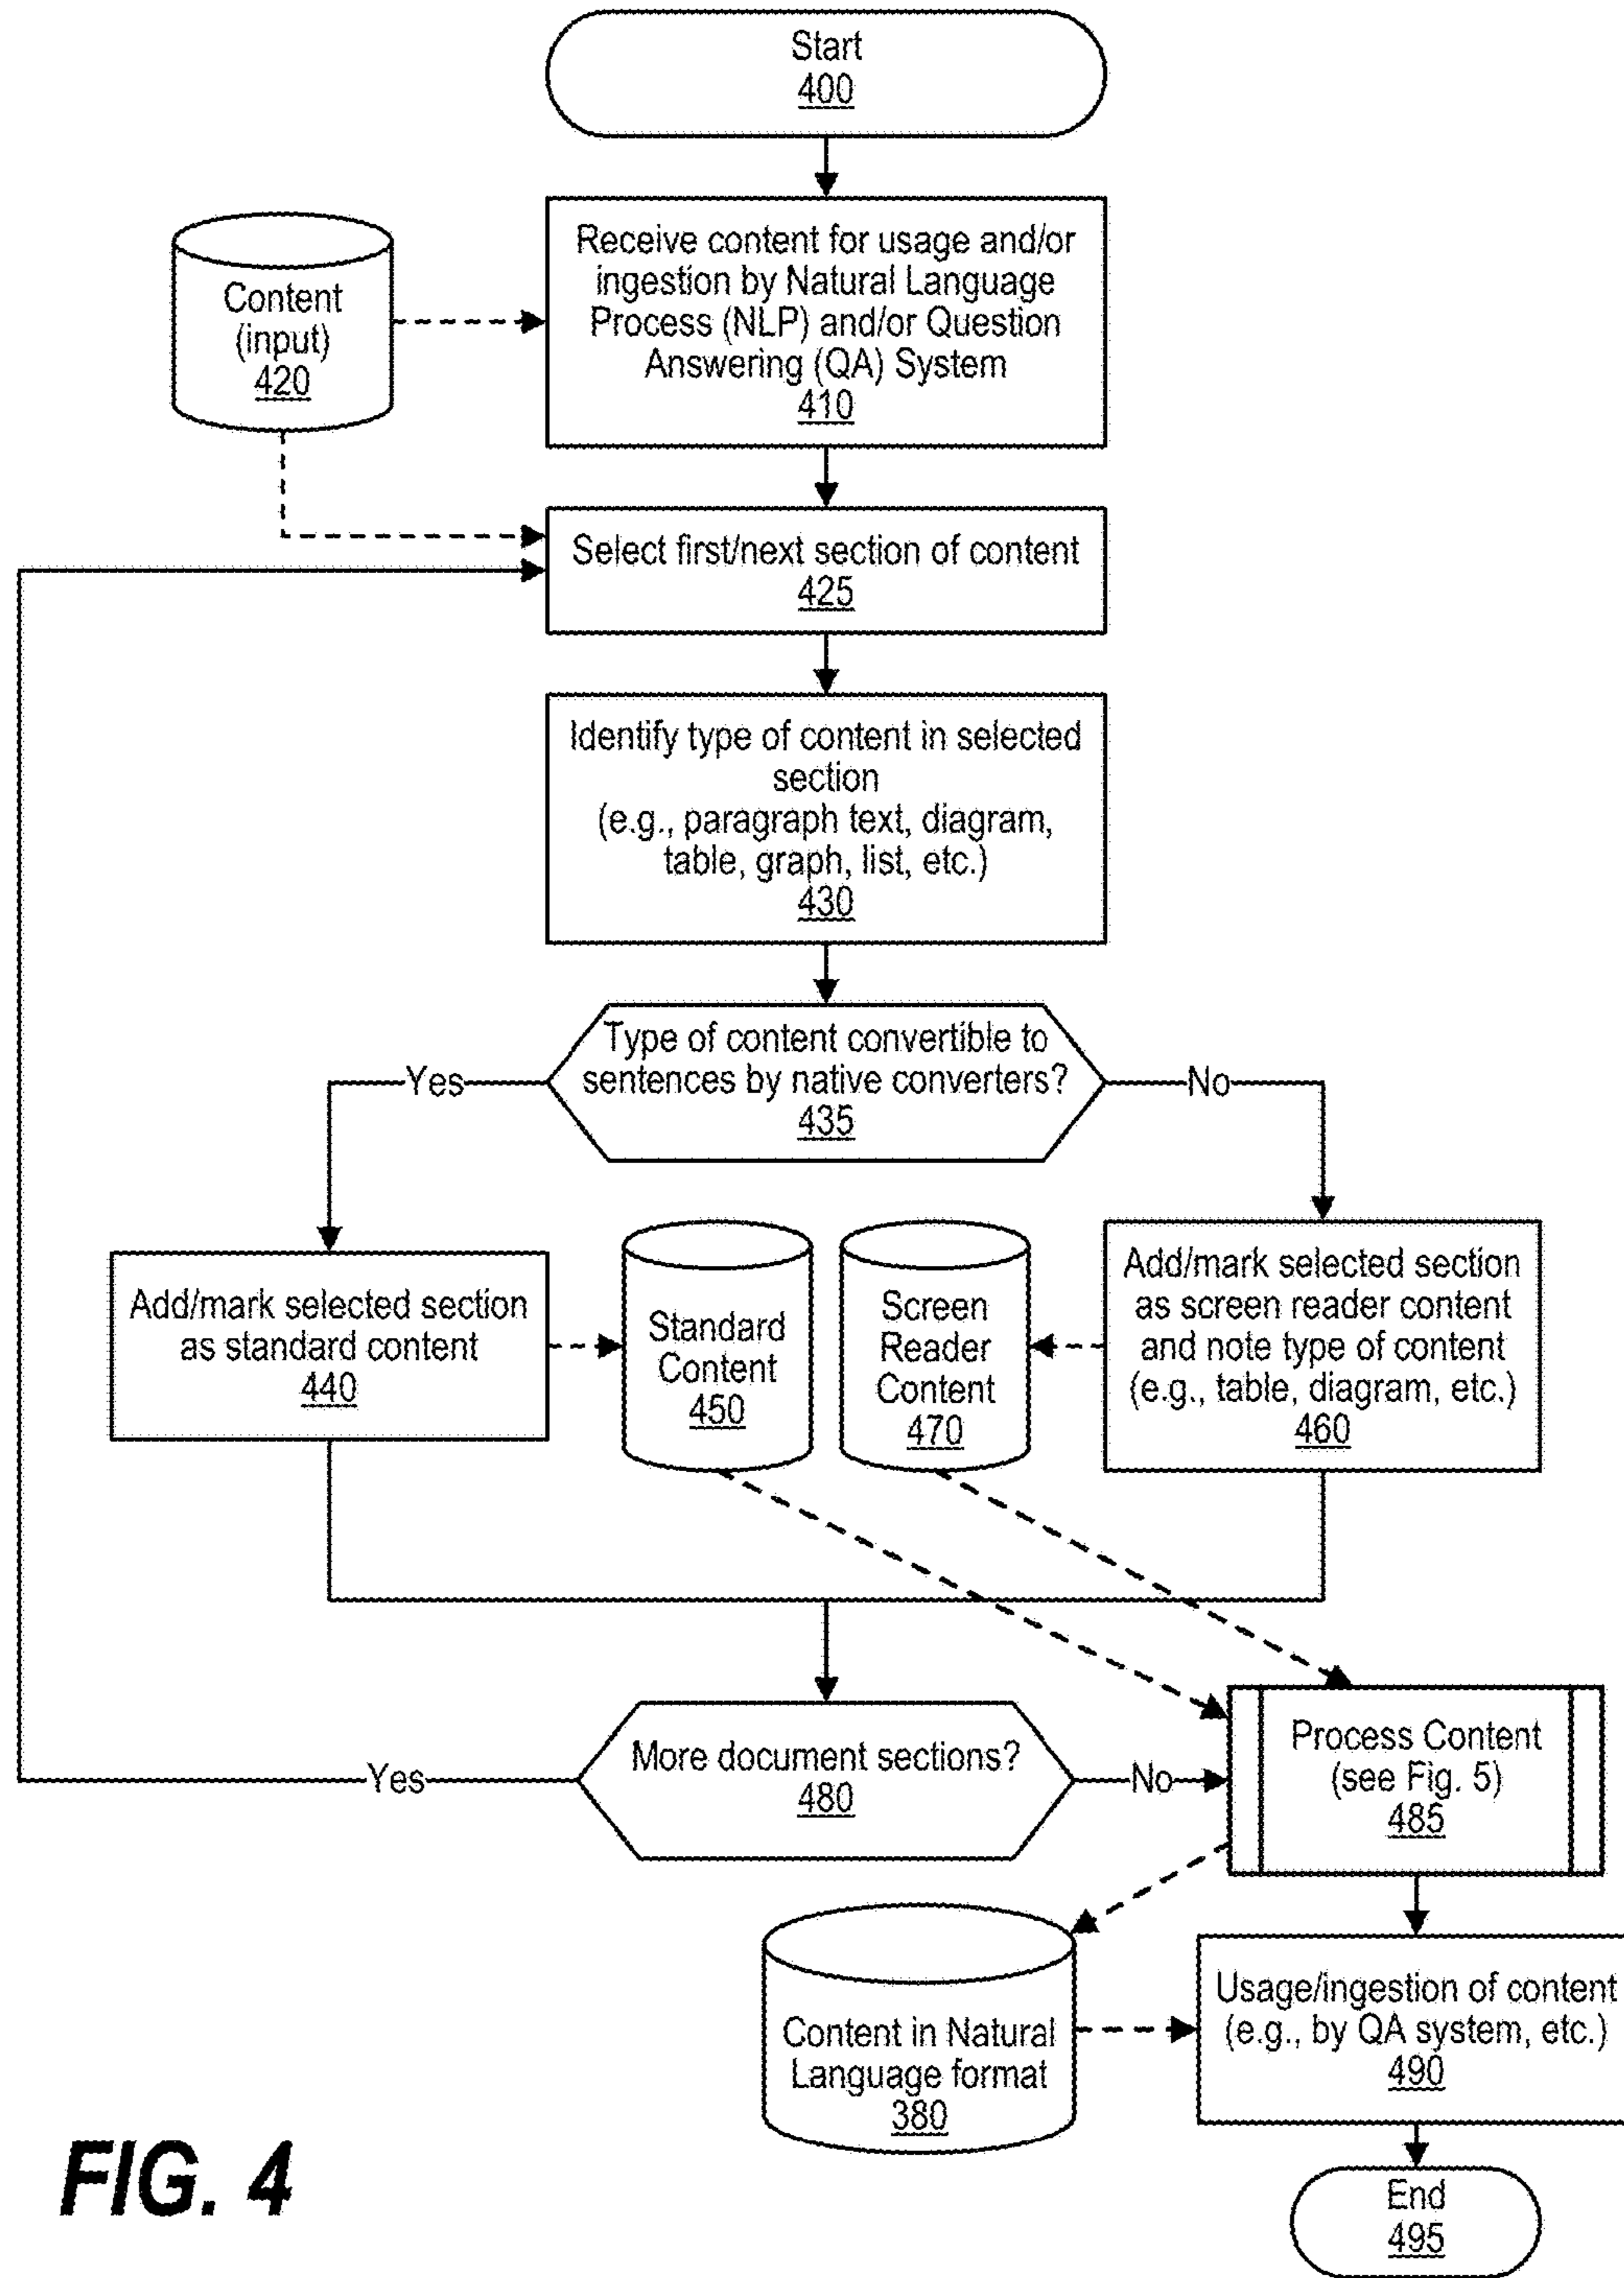 Start
400
Content
(input)
420
Receive content for usage and/or
ingestion by Natural Language
Process (NLP) and/or Question
Answering (QA) System
410
Select first/next section of content
425
Identify type of content in selected
section
(e.g., paragraph text, diagram,
table, graph, list, etc.)
430
Type of content convertible to
sentences by native converters?
435
Yes
No
Add/mark selected section
as standard content
440
Standard
Content
450
Screen
Reader
Content
470
Add/mark selected section
as screen reader content
and note type of content
(e.g., table, diagram, etc.)
460
More document sections?
480
Yes
No
Process Content
(see Fig. 5)
485
Content in Natural
Language format
380
Usage/ingestion of content
(e.g., by QA system, etc.)
490
End
495
FIG. 4